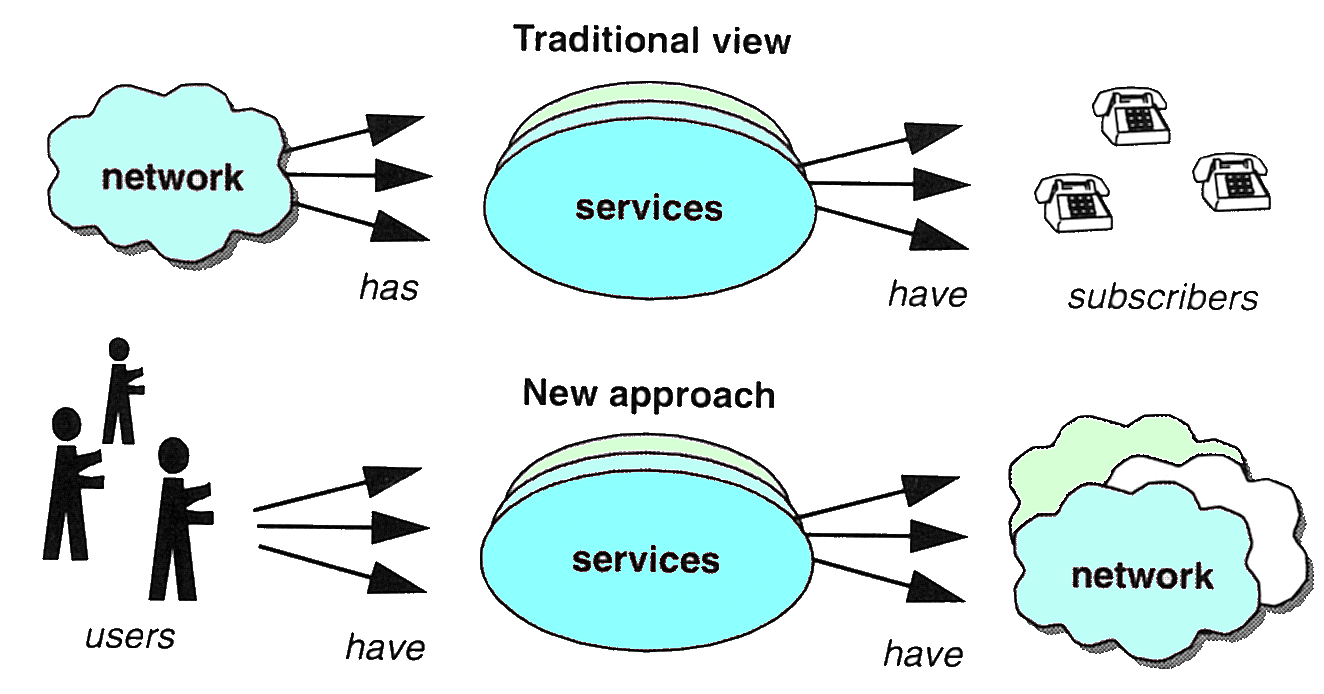 Traditional view
network
services
has
have
subscribers
New approach
services
network
users
have
have